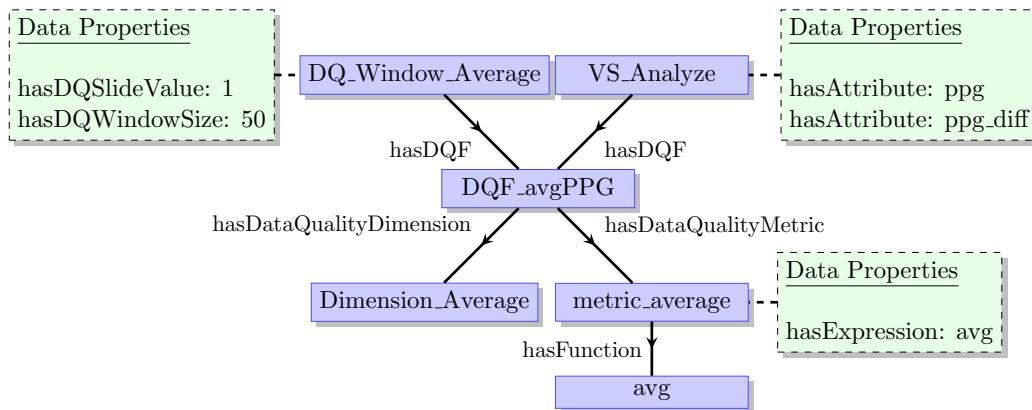 Data Properties
hasDQSlideValue: 1
hasDQWindowSize: 50
DQ_Window_Average
VS_Analyze
Data Properties
hasAttribute: ppg
hasAttribute: ppg_diff
hasDQF
hasDQF
DQF_avgPPG
hasDataQualityDimension
hasDataQualityMetric
Dimension_Average
metric_average
Data Properties
hasExpression: avg
hasFunction
avg